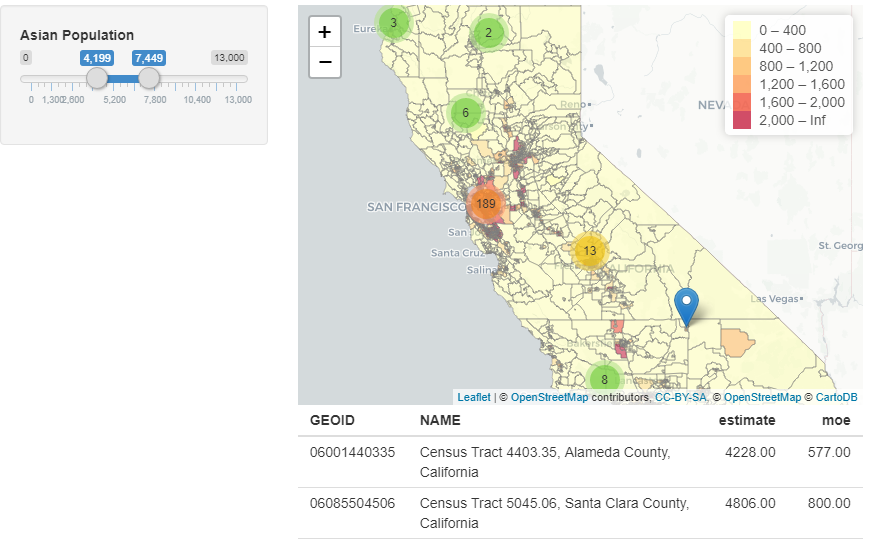 Asian Population
0 4,199 7,449 13,000
0 1,300 2,600 5,200 7,800 10,400 13,000
+
−
3
2
6
189
13
8
Reno
NEVA
SAN FRANCISCO
San
Santa Cruz
Salina
St. Georg
Las Vegas
0 – 400
400 – 800
800 – 1,200
1,200 – 1,600
1,600 – 2,000
2,000 – Inf
Leaflet | © OpenStreetMap contributors, CC-BY-SA, © OpenStreetMap © CartoDB
GEOID NAME estimate moe
06001440335 Census Tract 4403.35, Alameda County, 4228.00 577.00
California
06085504506 Census Tract 5045.06, Santa Clara County, 4806.00 800.00
California